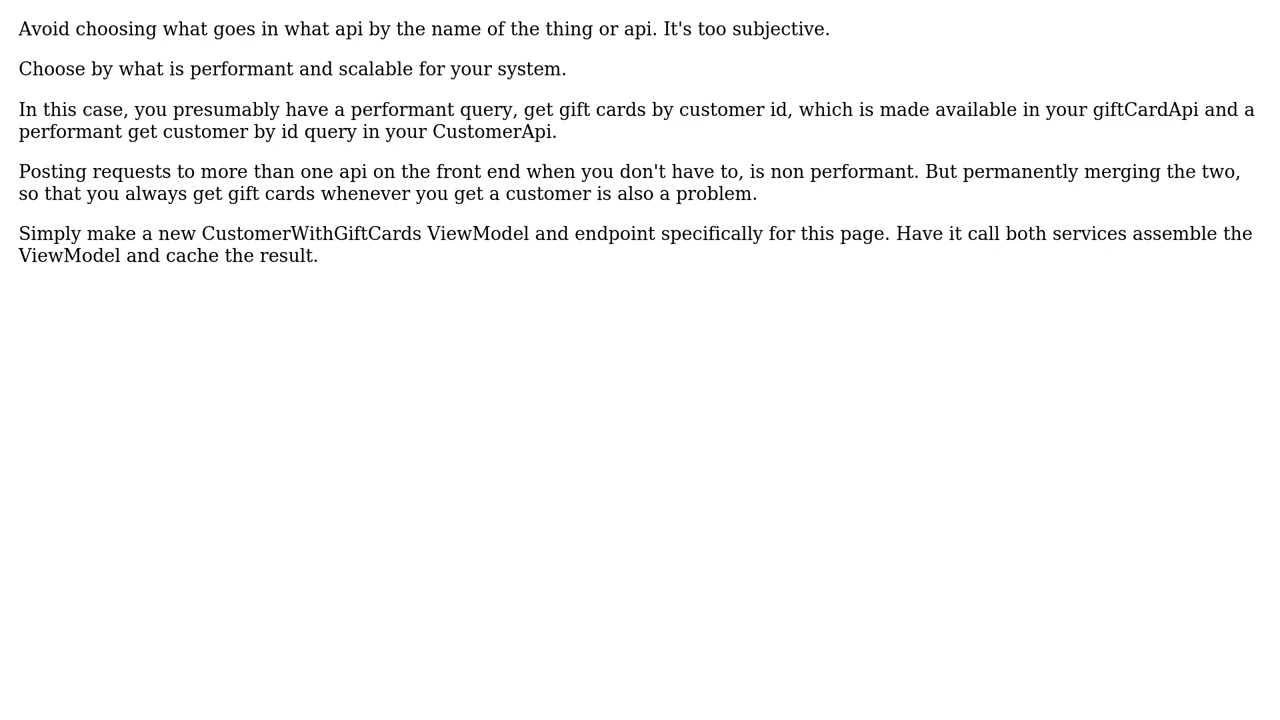 Avoid choosing what goes in what api by the name of the thing or api. It's too subjective.
Choose by what is performant and scalable for your system.
In this case, you presumably have a performant query, get gift cards by customer id, which is made available in your giftCardApi and a
performant get customer by id query in your CustomerApi.
Posting requests to more than one api on the front end when you don't have to, is non performant. But permanently merging the two,
so that you always get gift cards whenever you get a customer is also a problem.
Simply make a new CustomerWithGiftCards ViewModel and endpoint specifically for this page. Have it call both services assemble the
ViewModel and cache the result.